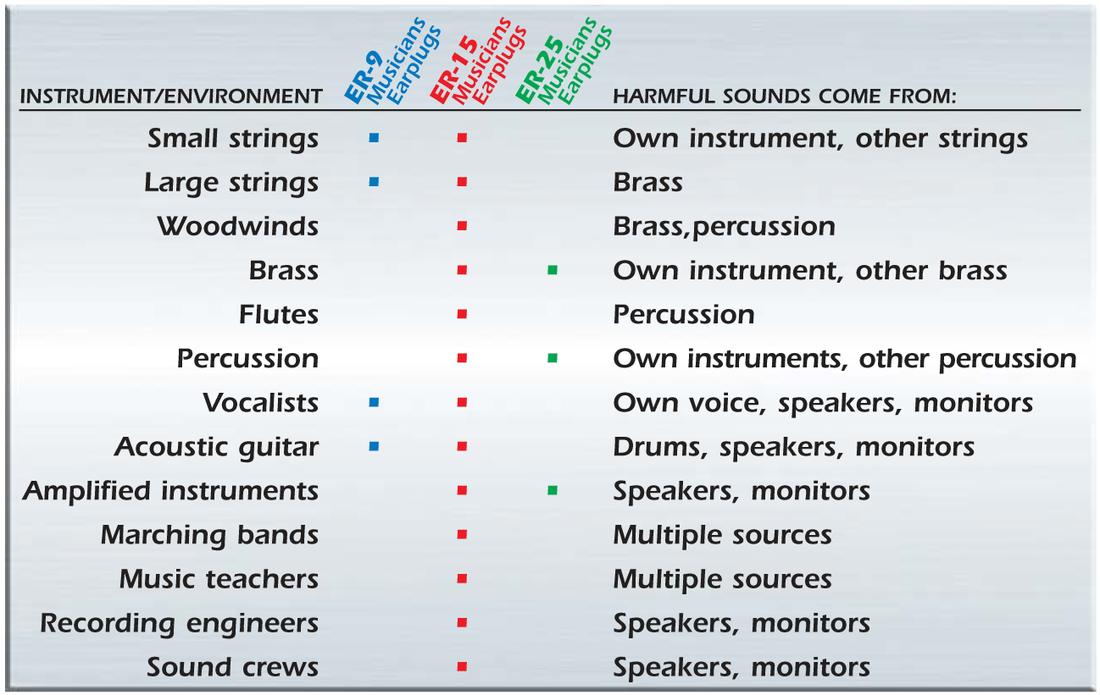 INSTRUMENT/ENVIRONMENT ER-9 Musicians Earplugs ER-15 Musicians Earplugs ER-25 Musicians Earplugs HARMFUL SOUNDS COME FROM:
Small strings ■ ■ Own instrument, other strings
Large strings ■ ■ Brass
Woodwinds ■ Brass,percussion
Brass ■ ■ Own instrument, other brass
Flutes ■ Percussion
Percussion ■ ■ Own instruments, other percussion
Vocalists ■ ■ Own voice, speakers, monitors
Acoustic guitar ■ ■ Drums, speakers, monitors
Amplified instruments ■ ■ Speakers, monitors
Marching bands ■ Multiple sources
Music teachers ■ Multiple sources
Recording engineers ■ Speakers, monitors
Sound crews ■ Speakers, monitors